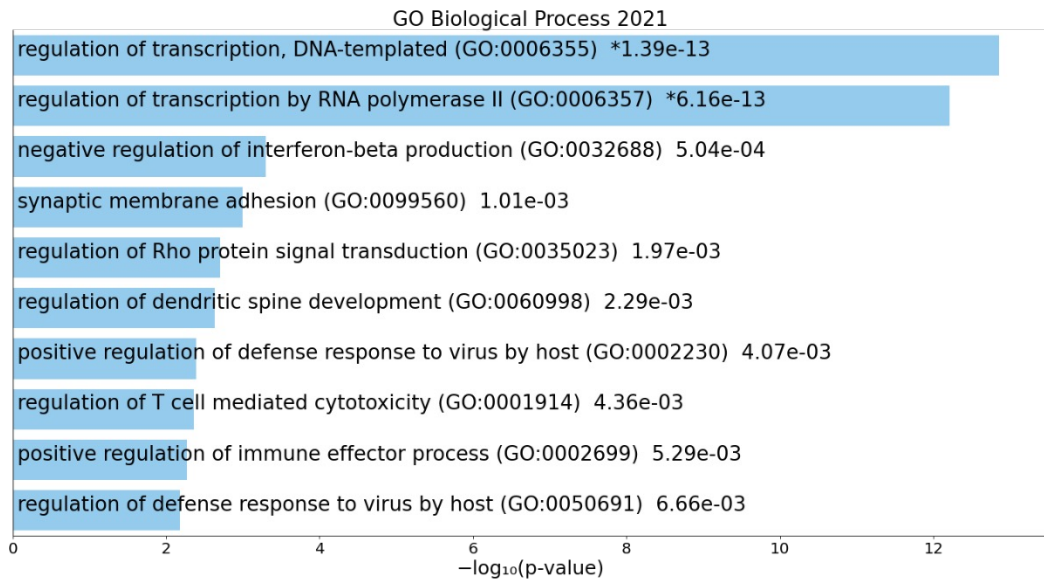 GO Biological Process 2021
regulation of transcription, DNA-templated (GO:0006355) *1.39e-13
regulation of transcription by RNA polymerase II (GO:0006357) *6.16e-13
negative regulation of interferon-beta production (GO:0032688) 5.04e-04
synaptic membrane adhesion (GO:0099560) 1.01e-03
regulation of Rho protein signal transduction (GO:0035023) 1.97e-03
regulation of dendritic spine development (GO:0060998) 2.29e-03
positive regulation of defense response to virus by host (GO:0002230) 4.07e-03
regulation of T cell mediated cytotoxicity (GO:0001914) 4.36e-03
positive regulation of immune effector process (GO:0002699) 5.29e-03
regulation of defense response to virus by host (GO:0050691) 6.66e-03
0 2 4 6 8 10 12
−log₁₀(p-value)